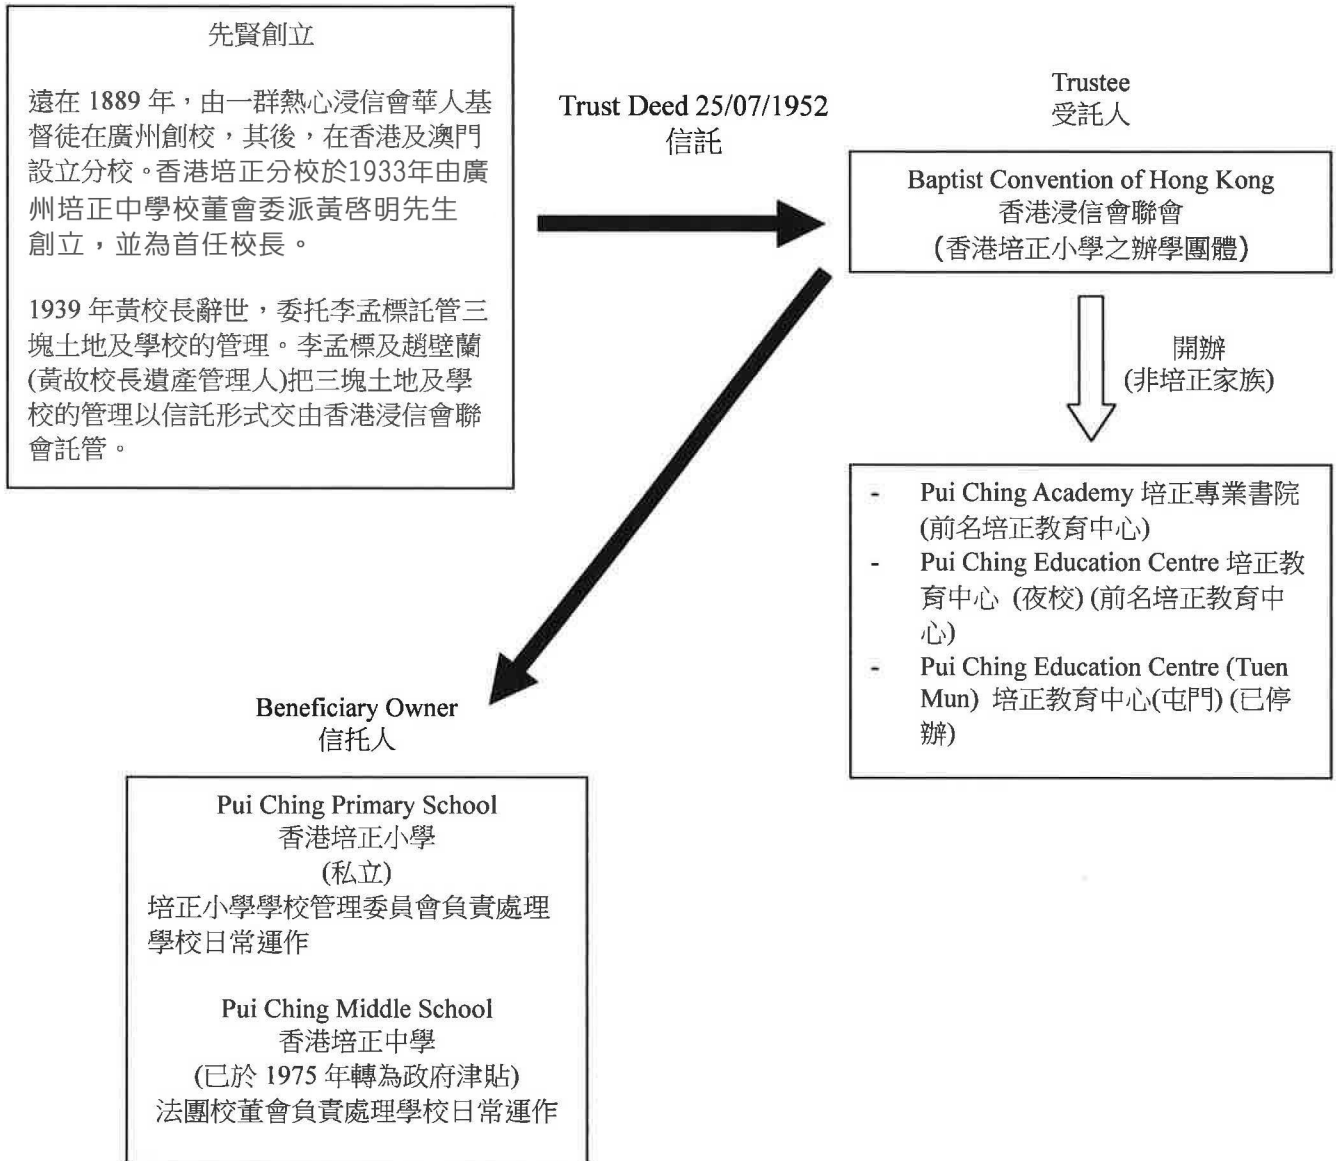 先賢創立
遠在 1889 年，由一群熱心浸信會華人基
督徒在廣州創校，其後，在香港及澳門
設立分校。香港培正分校於1933年由廣
州培正中學校董會委派黃啓明先生
創立，並為首任校長。
1939 年黃校長辭世，委托李孟標託管三
塊土地及學校的管理。李孟標及趙壁蘭
(黃故校長遺產管理人)把三塊土地及學
校的管理以信託形式交由香港浸信會聯
會託管。
Trust Deed 25/07/1952
信託
Trustee
受託人
Baptist Convention of Hong Kong
香港浸信會聯會
(香港培正小學之辦學團體)
開辦
(非培正家族)
- Pui Ching Academy 培正專業書院
(前名培正教育中心)
- Pui Ching Education Centre 培正教
育中心 (夜校) (前名培正教育中
心)
- Pui Ching Education Centre (Tuen
Mun) 培正教育中心(屯門) (已停
辦)
Beneficiary Owner
信托人
Pui Ching Primary School
香港培正小學
(私立)
培正小學學校管理委員會負責處理
學校日常運作
Pui Ching Middle School
香港培正中學
(已於 1975 年轉為政府津貼)
法團校董會負責處理學校日常運作